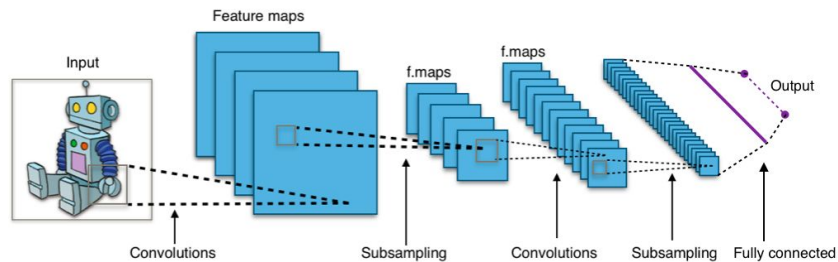 Feature maps
Input
f.maps
f.maps
Output
Convolutions
Subsampling
Convolutions
Subsampling
Fully connected